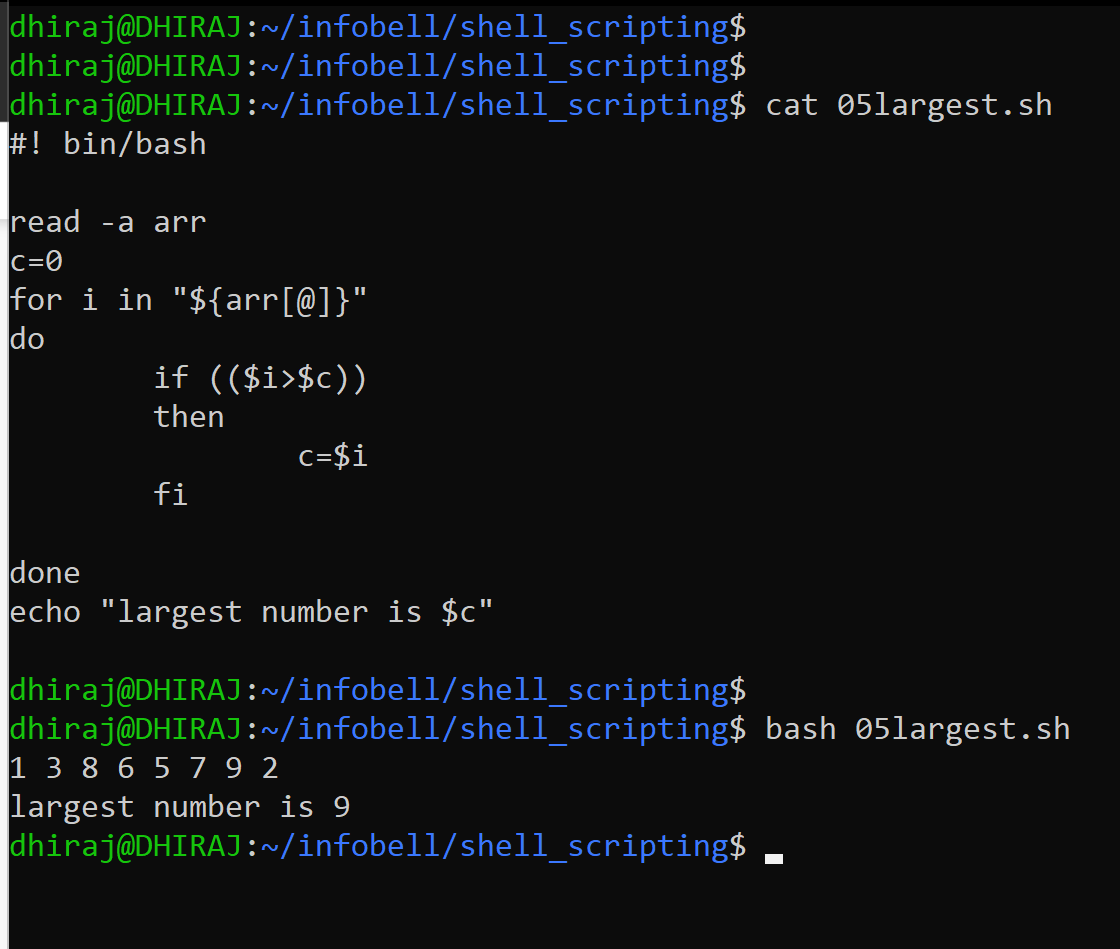 dhiraj@DHIRAJ:~/infobell/shell_scripting$
dhiraj@DHIRAJ:~/infobell/shell_scripting$
dhiraj@DHIRAJ:~/infobell/shell_scripting$ cat 05largest.sh
#! bin/bash

read -a arr
c=0
for i in "${arr[@]}"
do
        if (($i>$c))
        then
                c=$i
        fi

done
echo "largest number is $c"

dhiraj@DHIRAJ:~/infobell/shell_scripting$
dhiraj@DHIRAJ:~/infobell/shell_scripting$ bash 05largest.sh
1 3 8 6 5 7 9 2
largest number is 9
dhiraj@DHIRAJ:~/infobell/shell_scripting$